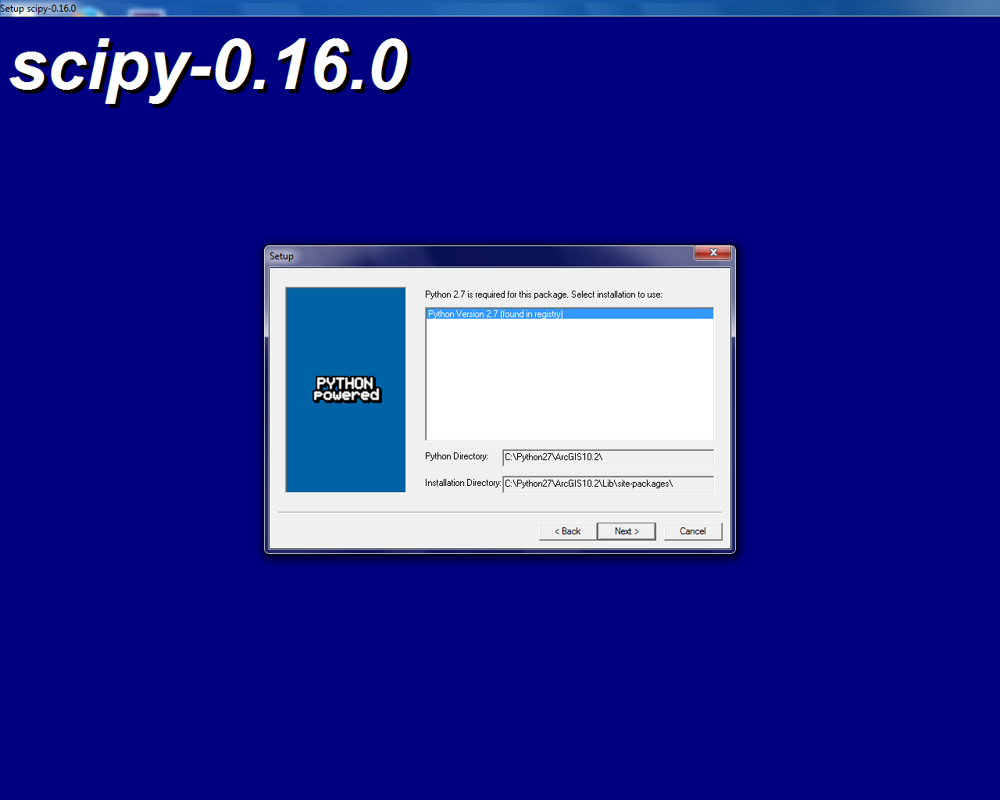 Setup scipy-0.16.0
scipy-0.16.0
Setup
Python 2.7 is required for this package. Select installation to use:
Python Version 2.7 (found in registry)
PYTHON
powered
Python Directory: C:\Python27\ArcGIS10.2\
Installation Directory: C:\Python27\ArcGIS10.2\Lib\site-packages\
< Back Next > Cancel